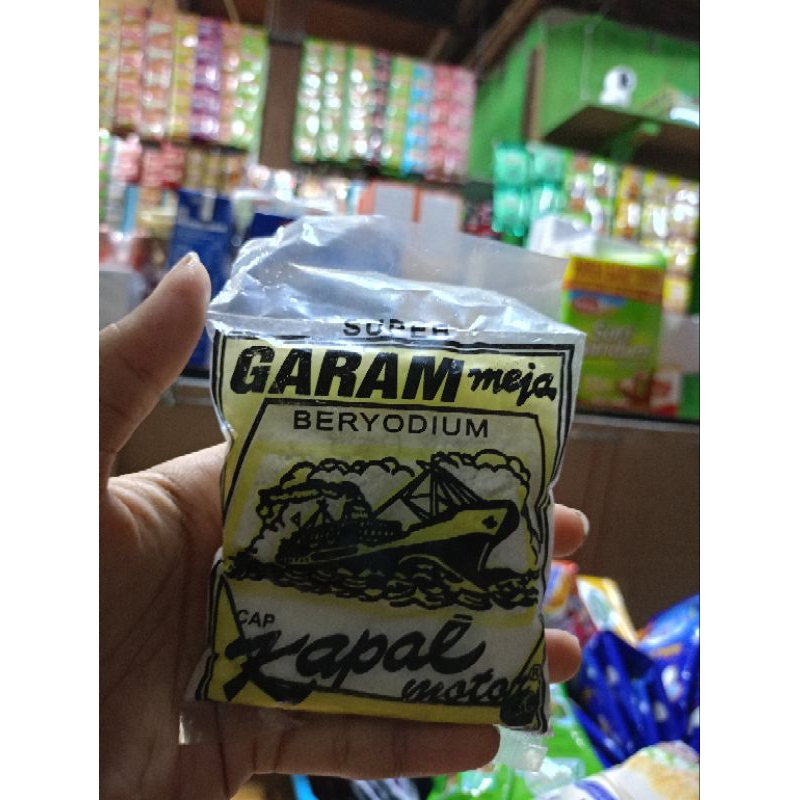 SUPER
GARAM meja
BERYODIUM
CAP
Kapal
motor ®